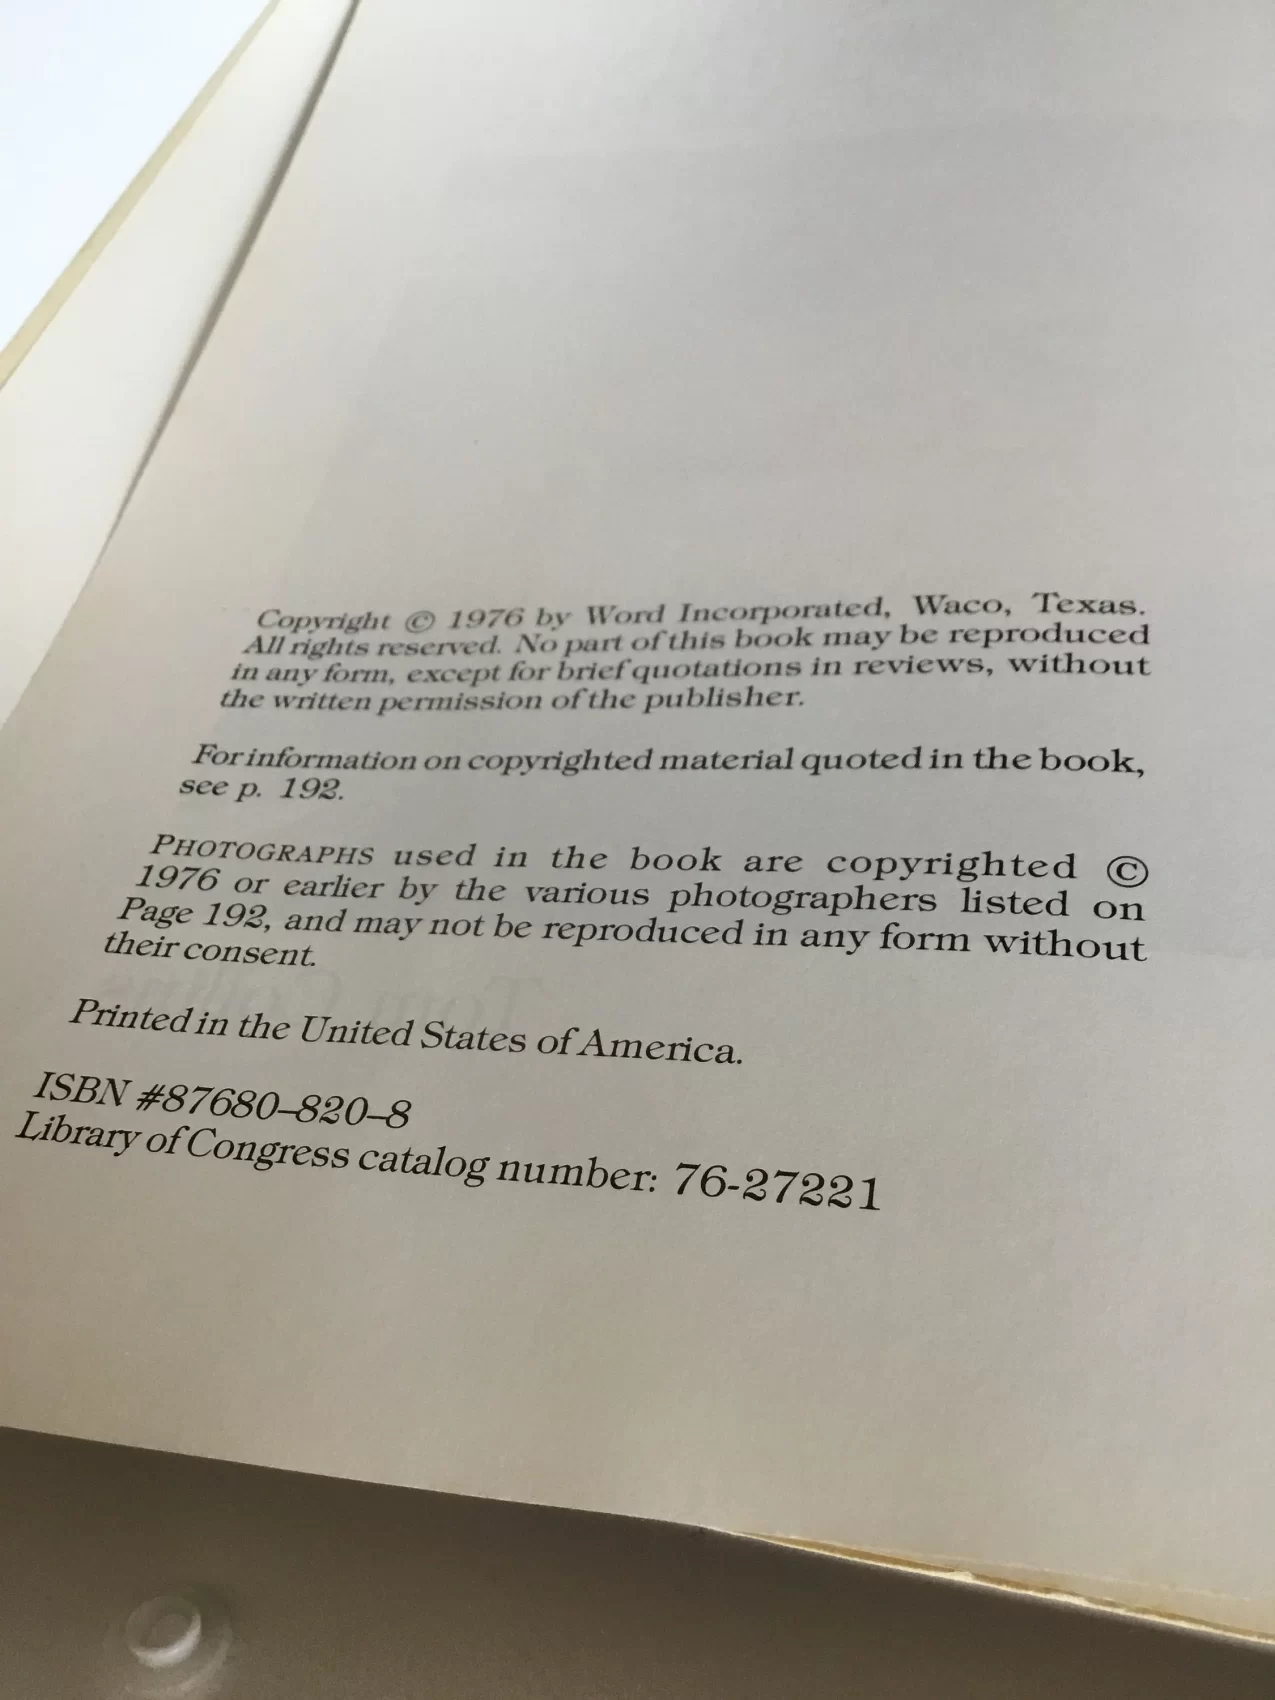 Copyright © 1976 by Word Incorporated, Waco, Texas.
All rights reserved. No part of this book may be reproduced
in any form, except for brief quotations in reviews, without
the written permission of the publisher.
For information on copyrighted material quoted in the book,
see p. 192.
PHOTOGRAPHS used in the book are copyrighted ©
1976 or earlier by the various photographers listed on
Page 192, and may not be reproduced in any form without
their consent.
Printed in the United States of America.
ISBN #87680–820–8
Library of Congress catalog number: 76-27221